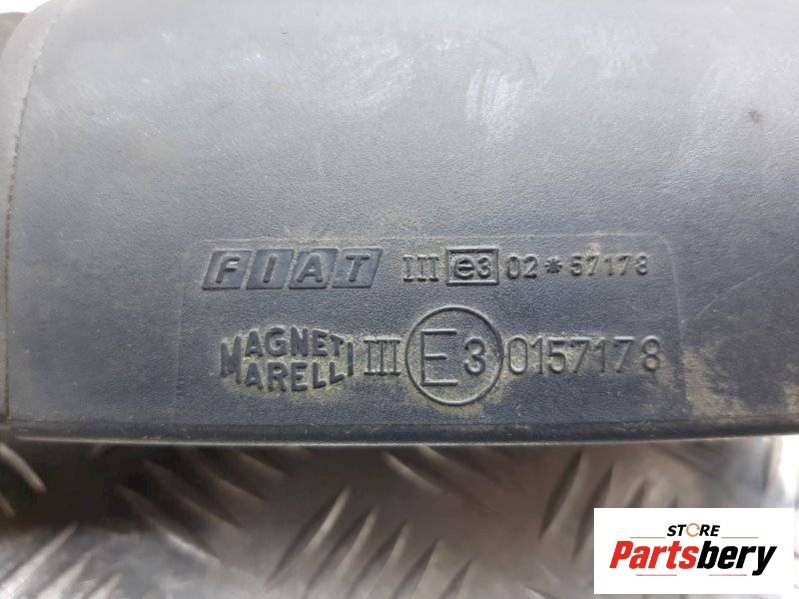 FIAT III e3 02*57178
MAGNETI MARELLI III E3 0157178
STORE
Partsbery